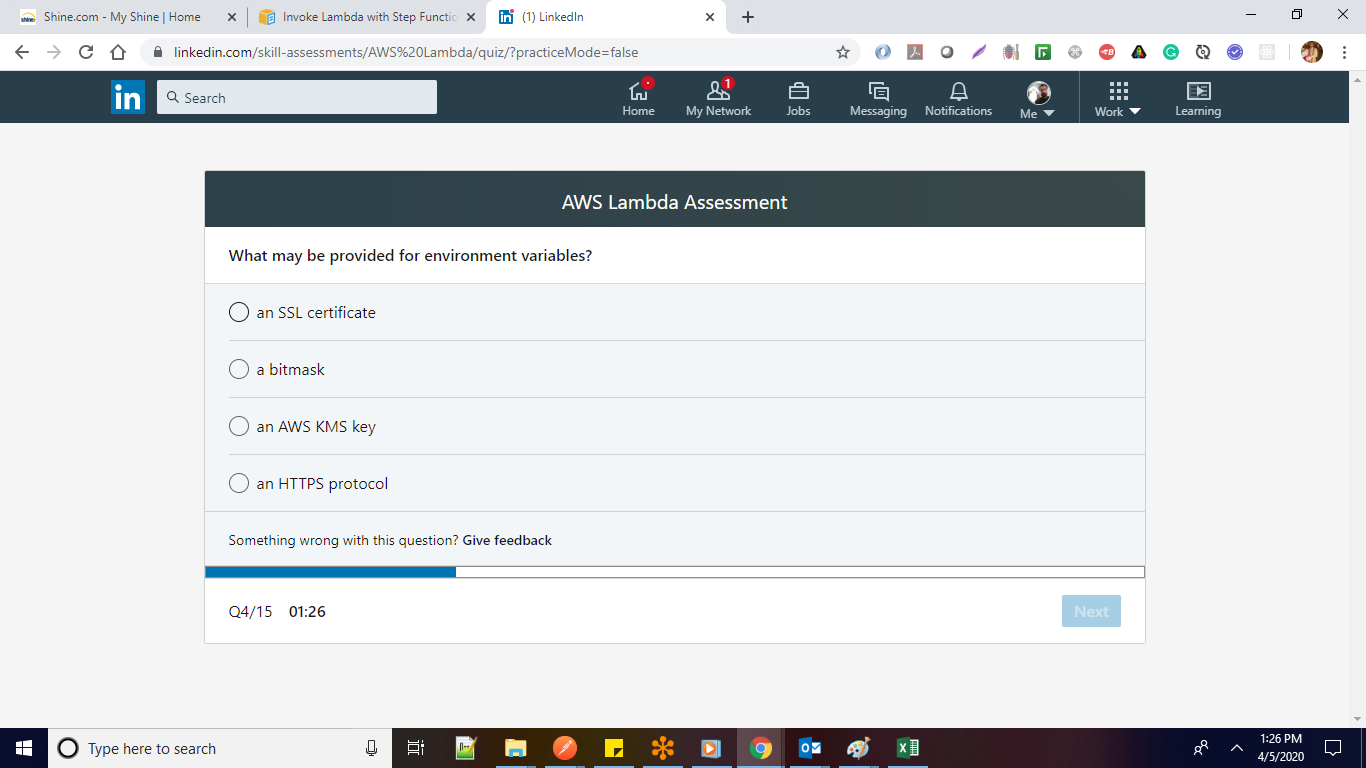 Shine.com - My Shine | Home
Invoke Lambda with Step Functic
(1) LinkedIn
linkedin.com/skill-assessments/AWS%20Lambda/quiz/?practiceMode=false
in
Search
Home
1
My Network
Jobs
Messaging
Notifications
Me
Work
Learning
AWS Lambda Assessment
What may be provided for environment variables?
an SSL certificate
a bitmask
an AWS KMS key
an HTTPS protocol
Something wrong with this question? Give feedback
Q4/15 01:26
Next
Type here to search
1:26 PM
4/5/2020